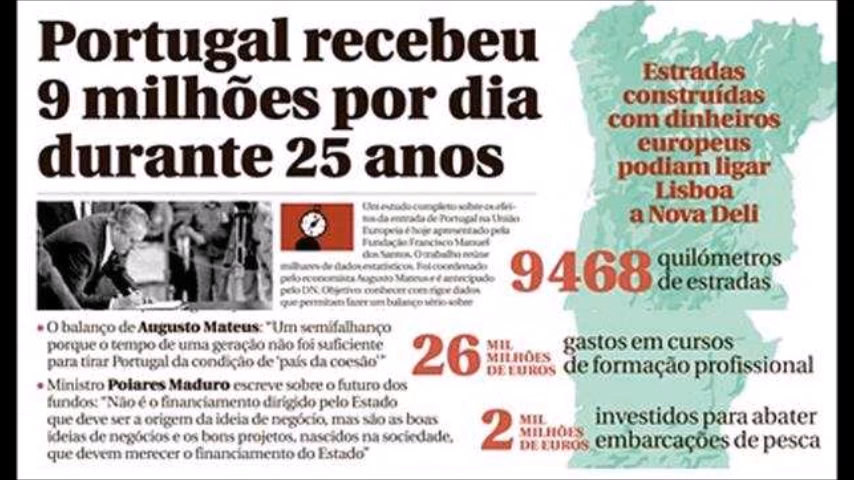 Portugal recebeu
9 milhões por dia
durante 25 anos
Um estudo completo sobre os efei-
tos da entrada de Portugal na União
Europeia é hoje apresentado pela
Fundação Francisco Manuel
dos Santos. O trabalho reúne
milhares de dados estatísticos. Foi coordenado
pelo economista Augusto Mateus e é antecipado
pelo DN. Objetivo: conhecer com rigor dados
que permitam fazer um balanço sério sobre
• O balanço de Augusto Mateus: "Um semifalhanço
porque o tempo de uma geração não foi suficiente
para tirar Portugal da condição de 'país da coesão'"
• Ministro Poiares Maduro escreve sobre o futuro dos
fundos: "Não é o financiamento dirigido pelo Estado
que deve ser a origem da ideia de negócio, mas são as boas
ideias de negócios e os bons projetos, nascidos na sociedade,
que devem merecer o financiamento do Estado"
Estradas
construídas
com dinheiros
europeus
podiam ligar
Lisboa
a Nova Deli
9468 quilómetros
de estradas
26 MIL
MILHÕES
DE EUROS
gastos em cursos
de formação profissional
2 MIL
MILHÕES
DE EUROS
investidos para abater
embarcações de pesca